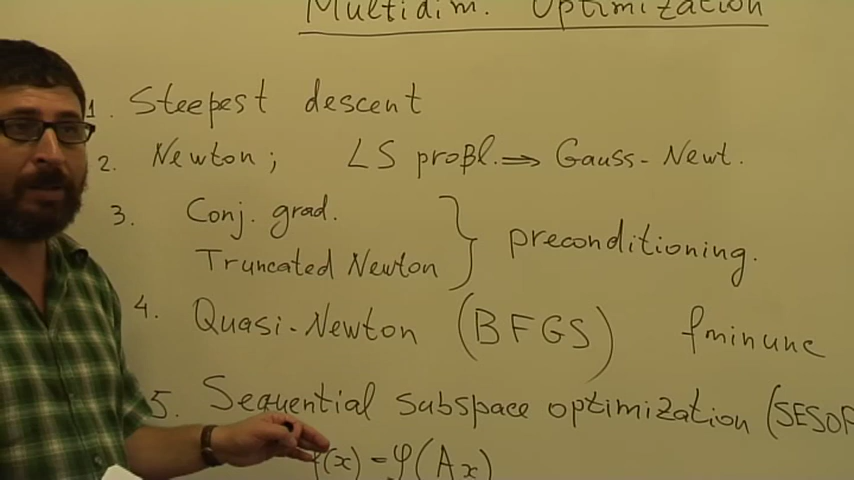 Multidim. Optimization
1. Steepest descent
2. Newton; LS probl. ⇒ Gauss-Newt.
3. Conj. grad.
Truncated Newton } preconditioning.
4. Quasi-Newton (BFGS) fminunc
5. Sequential subspace optimization (SESOP
f(x) = φ(Ax)